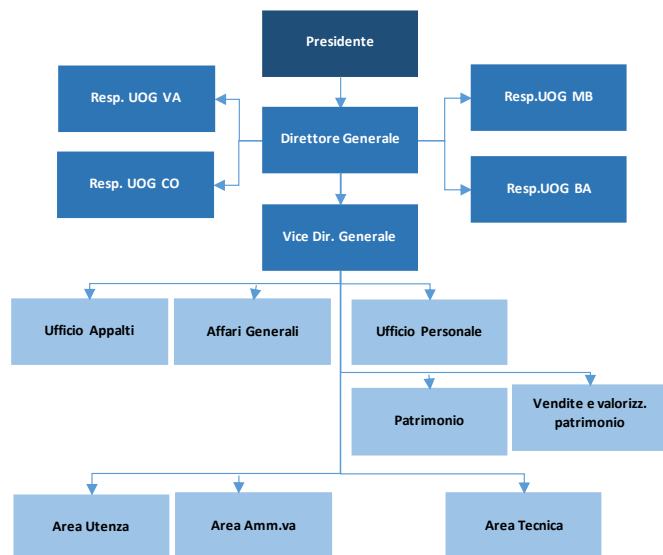 Presidente
Resp. UOG VA
Resp.UOG MB
Direttore Generale
Resp. UOG CO
Resp.UOG BA
Vice Dir. Generale
Ufficio Appalti
Affari Generali
Ufficio Personale
Patrimonio
Vendite e valorizz.
patrimonio
Area Utenza
Area Amm.va
Area Tecnica